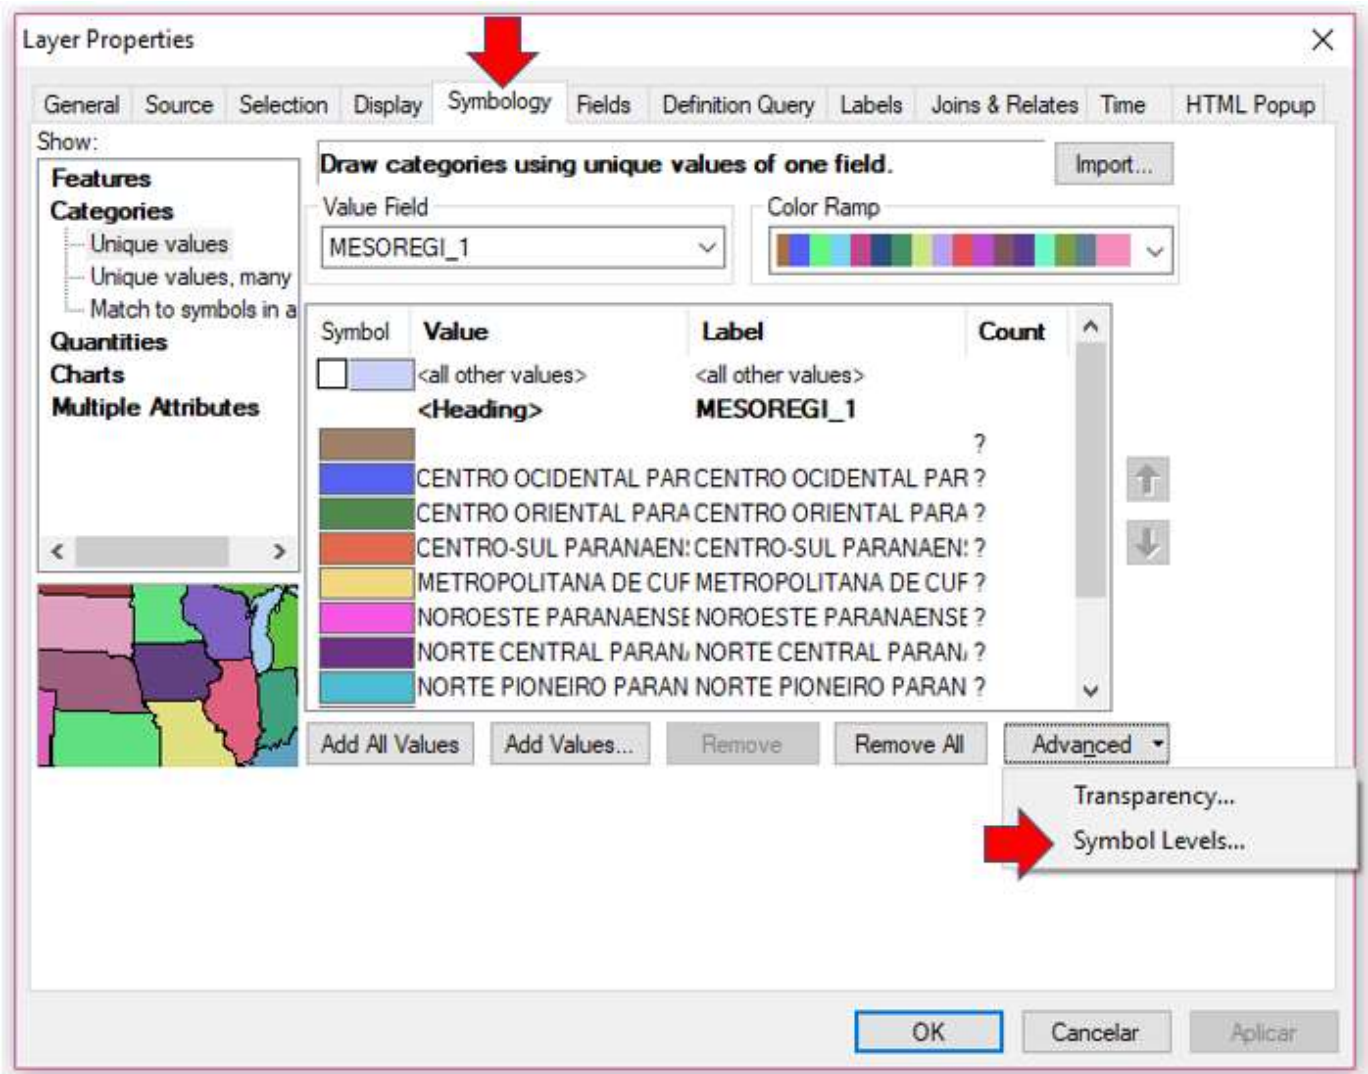 Layer Properties
General Source Selection Display Symbology Fields Definition Query Labels Joins & Relates Time HTML Popup
Show:
Features
Categories
Unique values
Unique values, many
Match to symbols in a
Quantities
Charts
Multiple Attributes
Draw categories using unique values of one field.
Import...
Value Field
MESOREGI_1
Color Ramp
Symbol Value Label Count
<all other values> <all other values>
<Heading> MESOREGI_1
?
CENTRO OCIDENTAL PAR CENTRO OCIDENTAL PAR ?
CENTRO ORIENTAL PARA CENTRO ORIENTAL PARA ?
CENTRO-SUL PARANAEN CENTRO-SUL PARANAEN ?
METROPOLITANA DE CUF METROPOLITANA DE CUF ?
NOROESTE PARANAENSE NOROESTE PARANAENSE ?
NORTE CENTRAL PARAN NORTE CENTRAL PARAN ?
NORTE PIONEIRO PARAN NORTE PIONEIRO PARAN ?
Add All Values Add Values... Remove Remove All Advanced
Transparency...
Symbol Levels...
OK Cancelar Aplicar